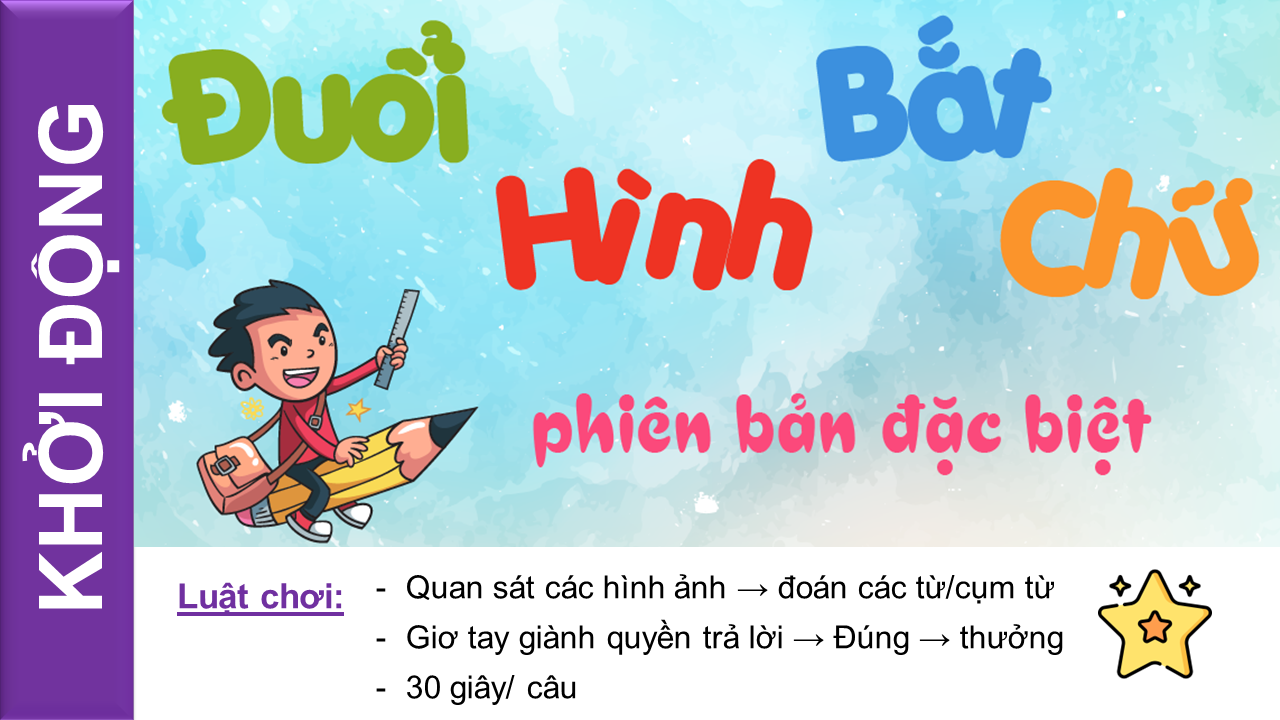 KHỞI ĐỘNG
Đuổi
Hình
Bắt
Chữ
phiên bản đặc biệt
Luật chơi:
- Quan sát các hình ảnh → đoán các từ/cụm từ
- Giơ tay giành quyền trả lời → Đúng → thưởng
- 30 giây/ câu